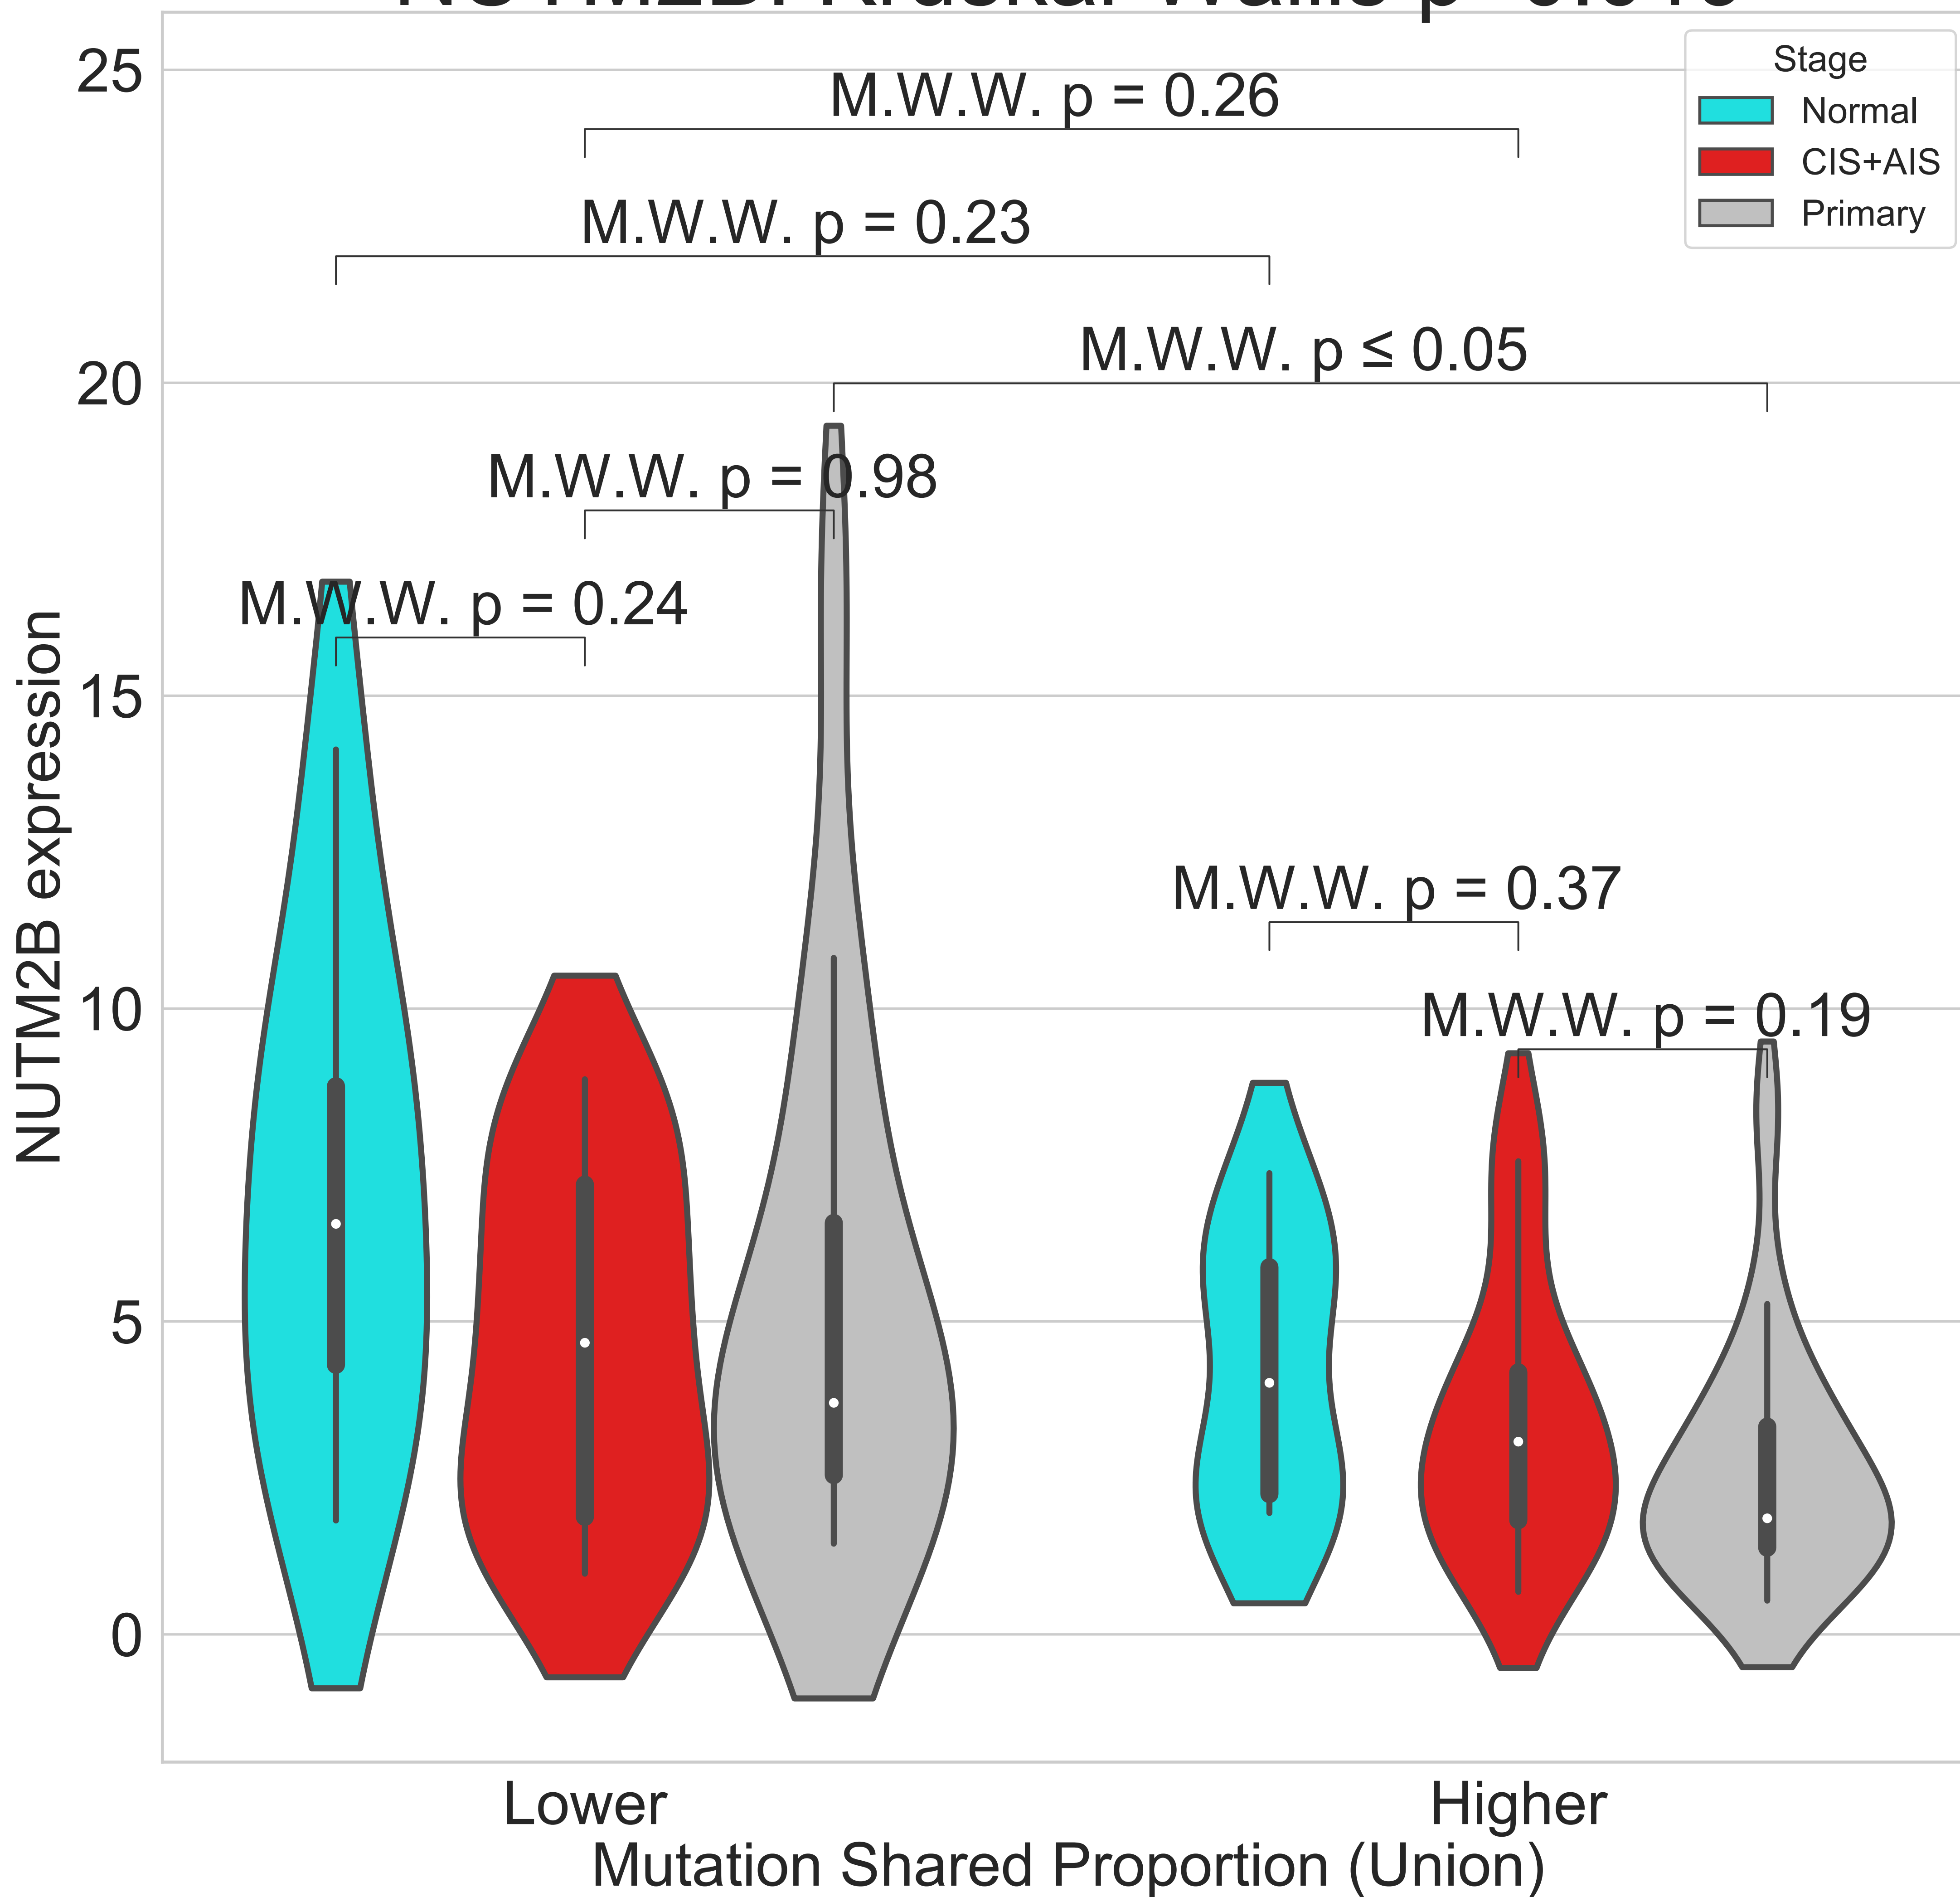 25
20
15
10
5
0
NUTM2B expression
M.W.W. p = 0.26
M.W.W. p = 0.23
M.W.W. p ≤ 0.05
M.W.W. p = 0.98
M.W.W. p = 0.24
M.W.W. p = 0.37
M.W.W. p = 0.19
Stage
Normal
CIS+AIS
Primary
Lower
Higher
Mutation Shared Proportion (Union)